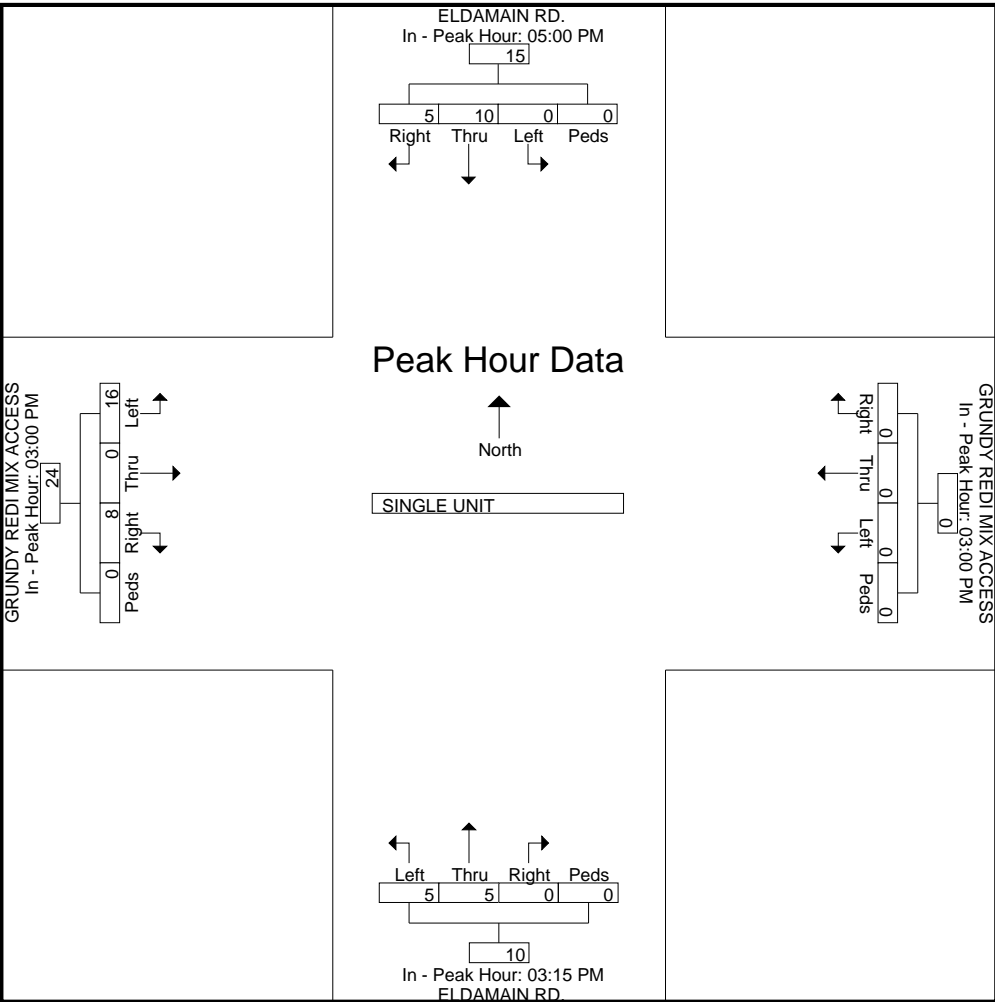 ELDAMAIN RD.
In - Peak Hour: 05:00 PM
15
5 10 0 0
Right Thru Left Peds
Peak Hour Data
North
SINGLE UNIT
GRUNDY REDI MIX ACCESS
In - Peak Hour: 03:00 PM
24
16 0 8 0
Left Thru Right Peds
GRUNDY REDI MIX ACCESS
In - Peak Hour: 03:00 PM
0
0 0 0 0
Right Thru Left Peds
Left Thru Right Peds
5 5 0 0
10
In - Peak Hour: 03:15 PM
ELDAMAIN RD.